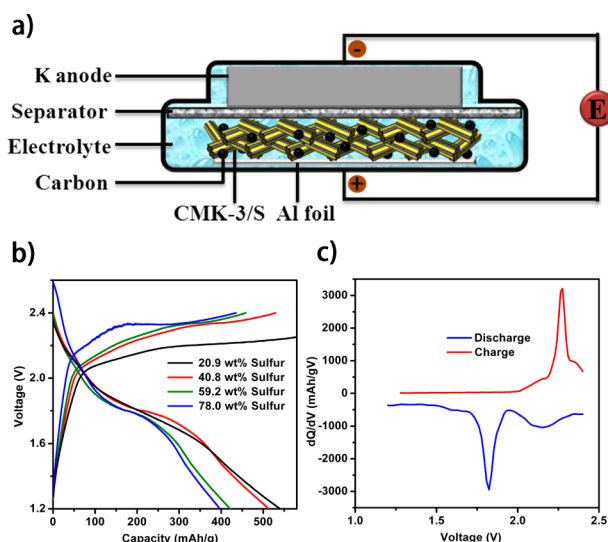 a)
-
K anode
Separator
Electrolyte
Carbon
CMK-3/S
Al foil
+
E
b)
2.4
2.0
1.6
1.2
Voltage (V)
20.9 wt% Sulfur
40.8 wt% Sulfur
59.2 wt% Sulfur
78.0 wt% Sulfur
0
100
200
300
400
500
Capacity (mAh/g)
c)
3000
2000
1000
0
-1000
-2000
-3000
dQ/dV (mAh/gV)
Discharge
Charge
1.0
1.5
2.0
2.5
Voltage (V)